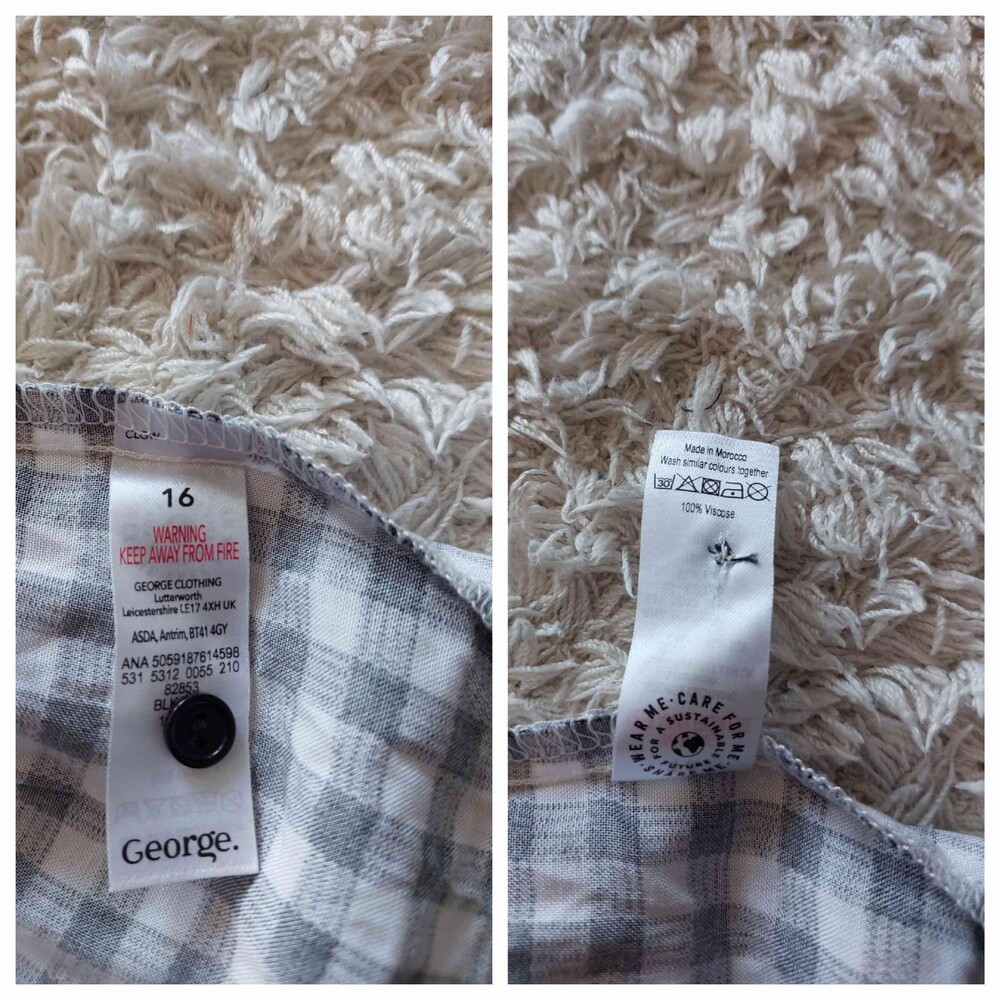 16
WARNING
KEEP AWAY FROM FIRE
GEORGE CLOTHING
Lutterworth
Leicestershire LE17 4XH UK
ASDA, Antrim, BT41 4GY
ANA 5059187614598
531 5312 0055 210
82853
George.
Made in Morocco
Wash similar colours together
30
100% Viscose
WEAR ME · CARE FOR ME · SHARE ME
FOR A SUSTAINABLE FUTURE